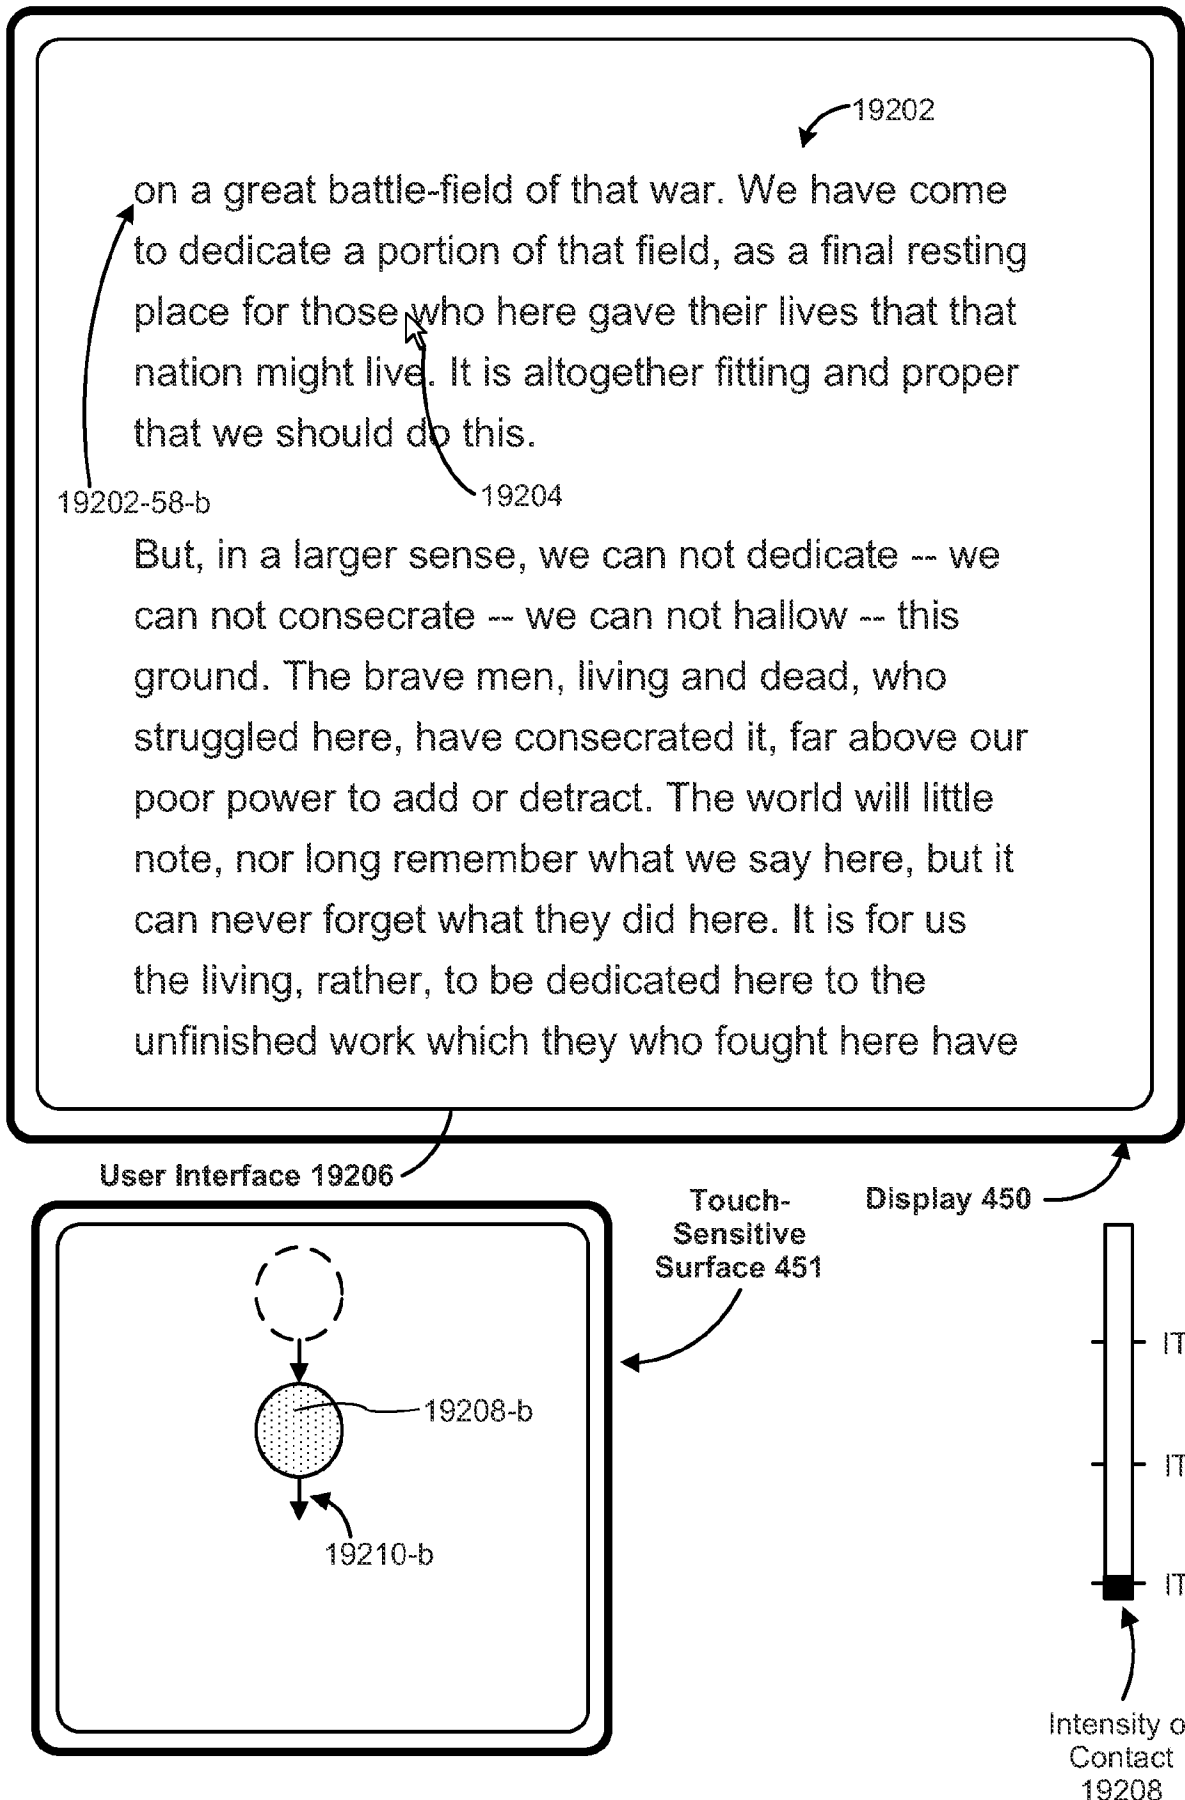 19202
on a great battle-field of that war. We have come
to dedicate a portion of that field, as a final resting
place for those who here gave their lives that that
nation might live. It is altogether fitting and proper
that we should do this.
19202-58-b
19204
But, in a larger sense, we can not dedicate -- we
can not consecrate -- we can not hallow -- this
ground. The brave men, living and dead, who
struggled here, have consecrated it, far above our
poor power to add or detract. The world will little
note, nor long remember what we say here, but it
can never forget what they did here. It is for us
the living, rather, to be dedicated here to the
unfinished work which they who fought here have
User Interface 19206
Display 450
Touch-
Sensitive
Surface 451
19208-b
19210-b
IT
IT
IT
Intensity o
Contact
19208